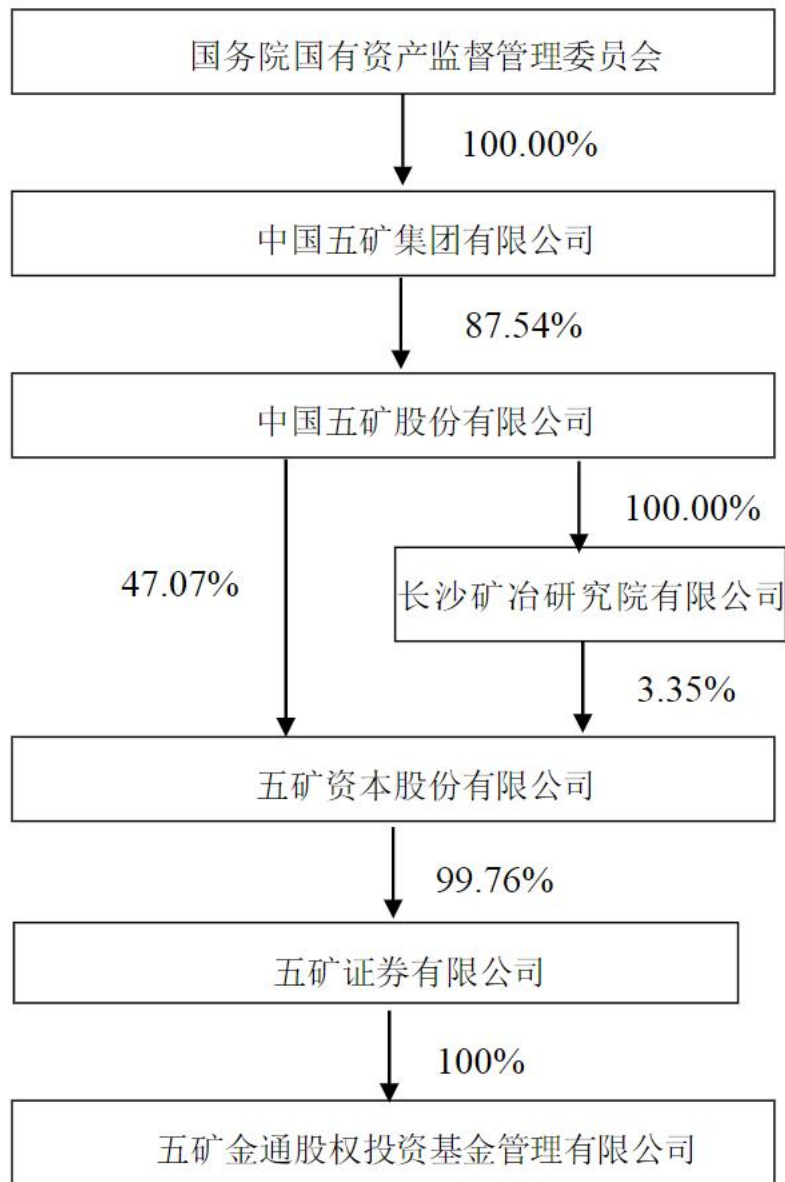 国务院国有资产监督管理委员会
100.00%
中国五矿集团有限公司
87.54%
中国五矿股份有限公司
100.00%
47.07%
长沙矿冶研究院有限公司
3.35%
五矿资本股份有限公司
99.76%
五矿证券有限公司
100%
五矿金通股权投资基金管理有限公司